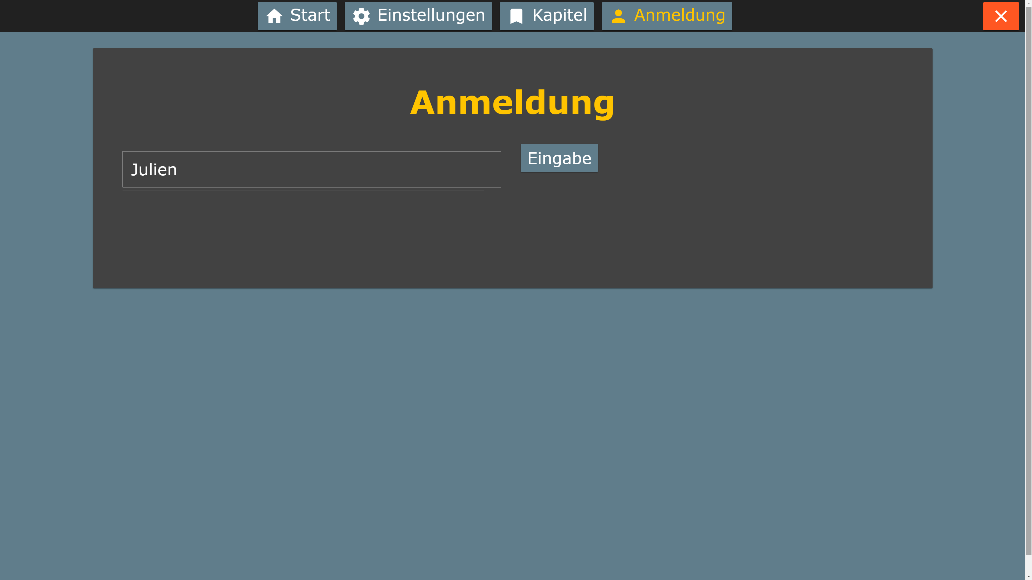 Start Einstellungen Kapitel Anmeldung
Anmeldung
Julien Eingabe